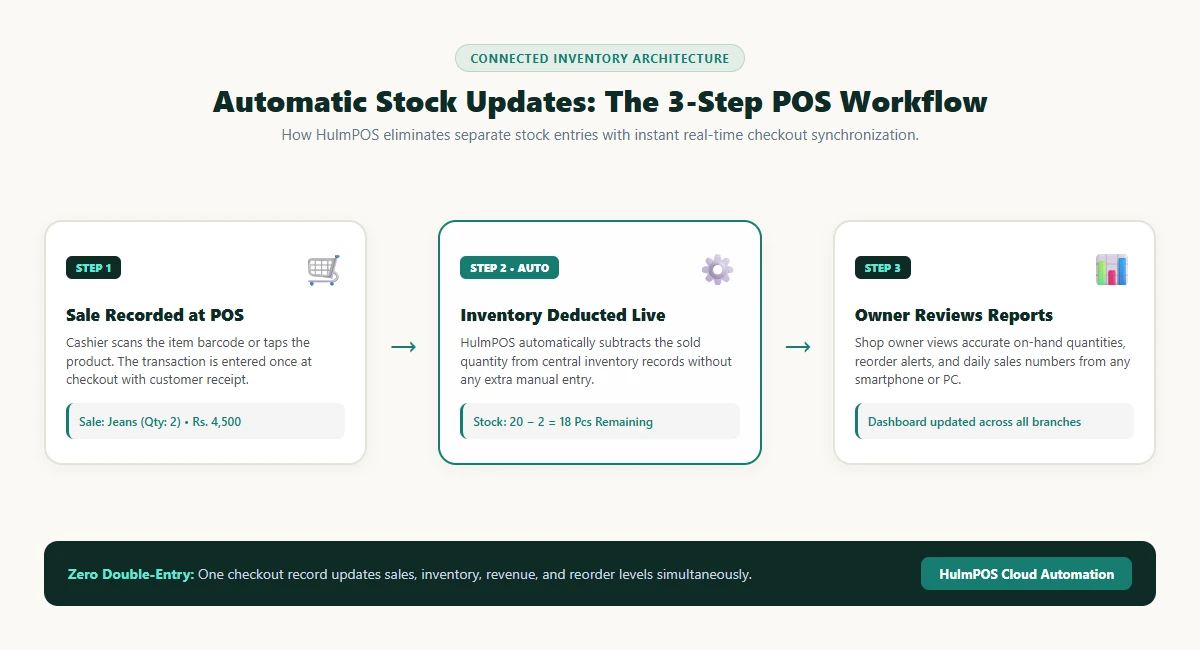 CONNECTED INVENTORY ARCHITECTURE
Automatic Stock Updates: The 3-Step POS Workflow
How HulmPOS eliminates separate stock entries with instant real-time checkout synchronization.
STEP 1
Sale Recorded at POS
Cashier scans the item barcode or taps the
product. The transaction is entered once at
checkout with customer receipt.
Sale: Jeans (Qty: 2) • Rs. 4,500
→
STEP 2 • AUTO
Inventory Deducted Live
HulmPOS automatically subtracts the sold
quantity from central inventory records without
any extra manual entry.
Stock: 20 − 2 = 18 Pcs Remaining
→
STEP 3
Owner Reviews Reports
Shop owner views accurate on-hand quantities,
reorder alerts, and daily sales numbers from any
smartphone or PC.
Dashboard updated across all branches
Zero Double-Entry: One checkout record updates sales, inventory, revenue, and reorder levels simultaneously.
HulmPOS Cloud Automation